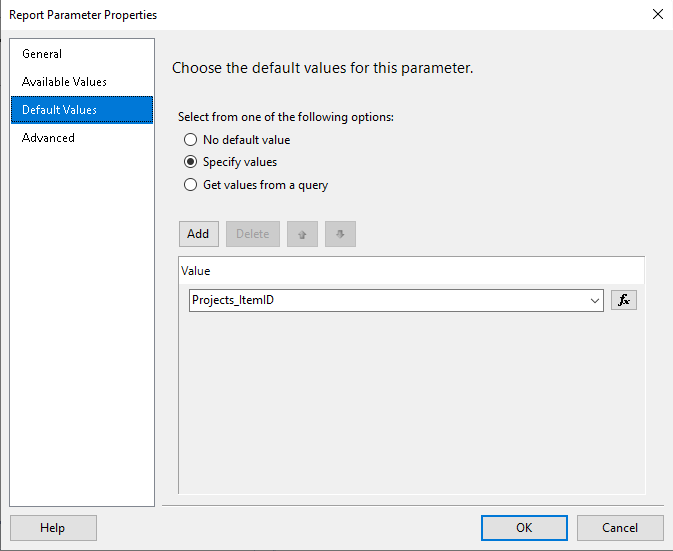 Report Parameter Properties
General
Available Values
Default Values
Advanced
Choose the default values for this parameter.
Select from one of the following options:
No default value
Specify values
Get values from a query
Add
Delete
Value
Projects_ItemID
fx
Help
OK
Cancel